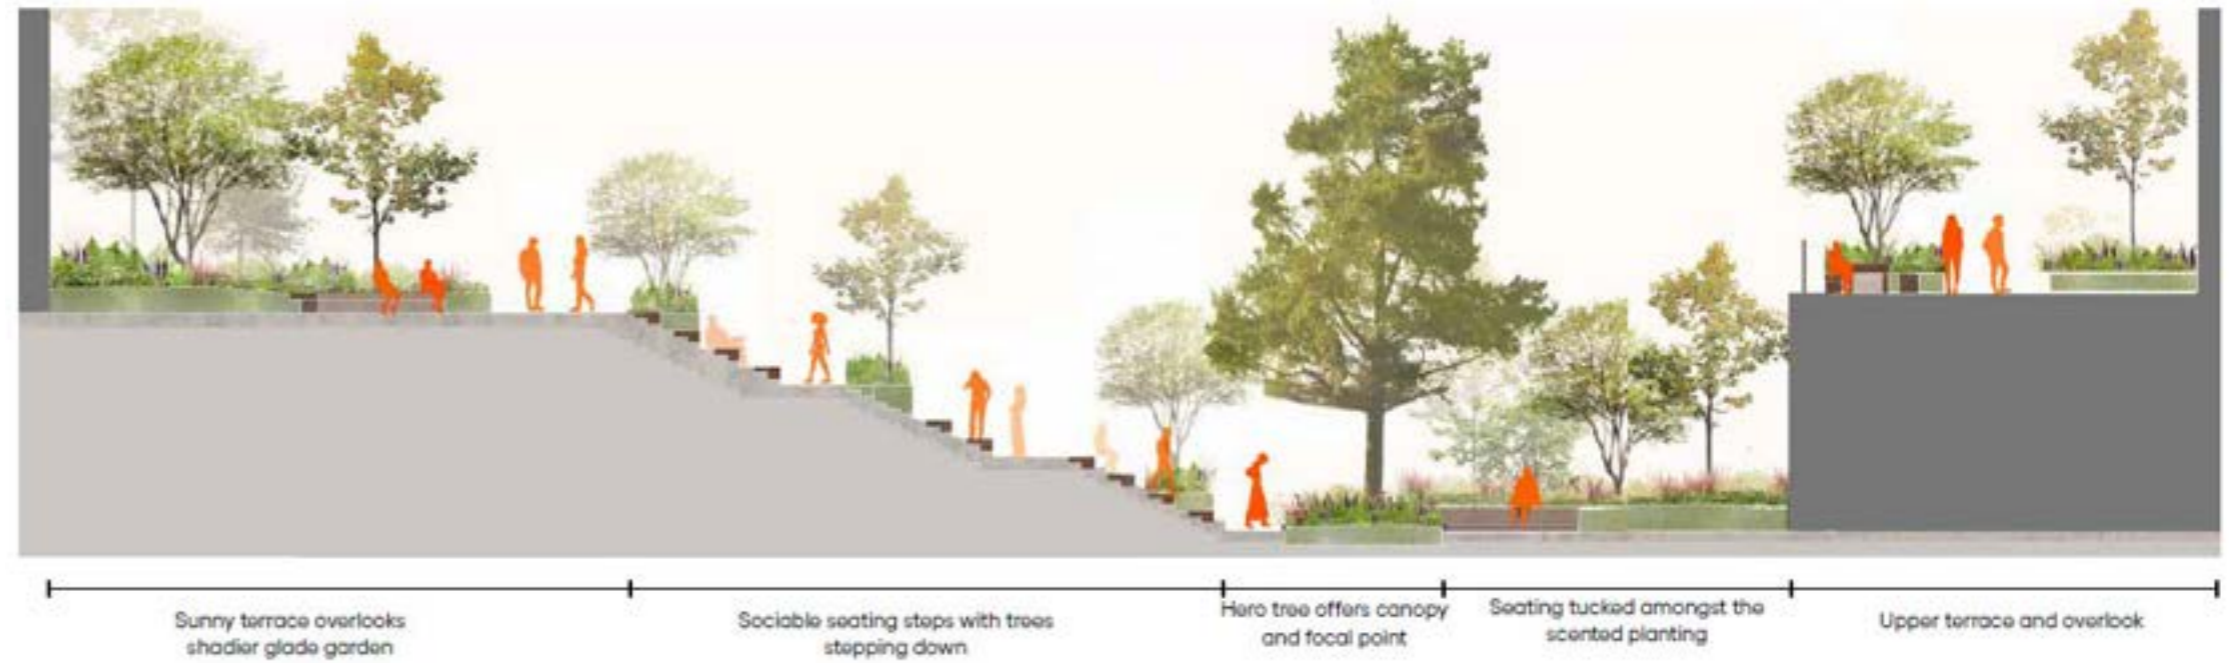 Sunny terrace overlooks
shadier glade garden
Sociable seating steps with trees
stepping down
Hero tree offers canopy
and focal point
Seating tucked amongst the
scented planting
Upper terrace and overlook